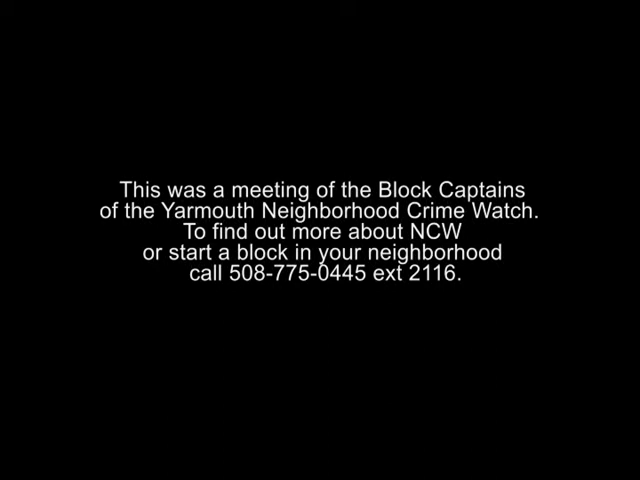 This was a meeting of the Block Captains
of the Yarmouth Neighborhood Crime Watch.
To find out more about NCW
or start a block in your neighborhood
call 508-775-0445 ext 2116.